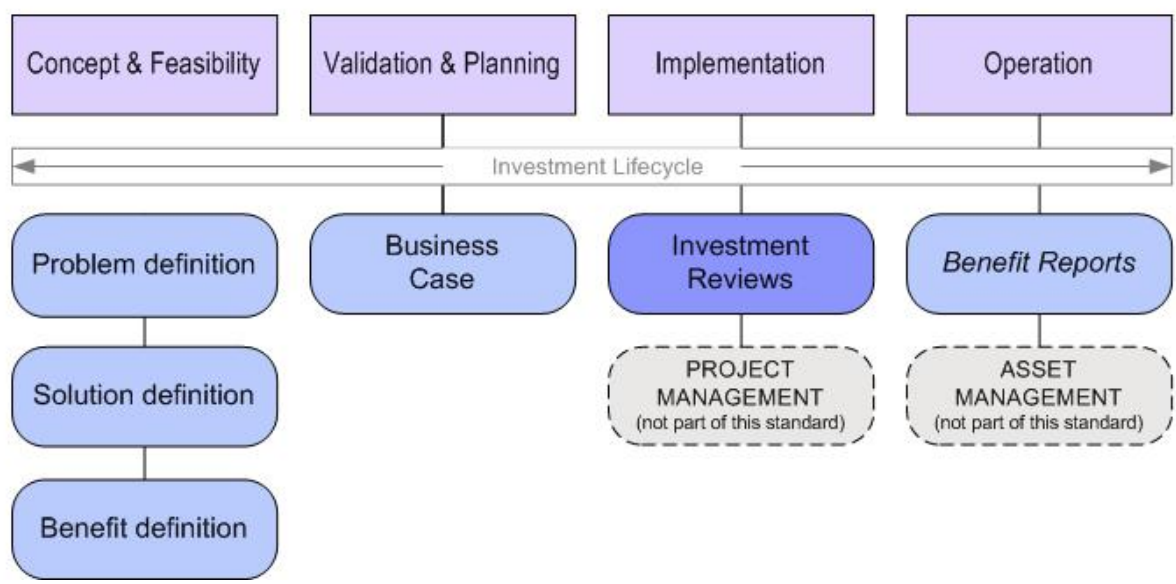 Concept & Feasibility
Validation & Planning
Implementation
Operation
Investment Lifecycle
Problem definition
Business
Case
Investment
Reviews
Benefit Reports
Solution definition
PROJECT
MANAGEMENT
(not part of this standard)
ASSET
MANAGEMENT
(not part of this standard)
Benefit definition